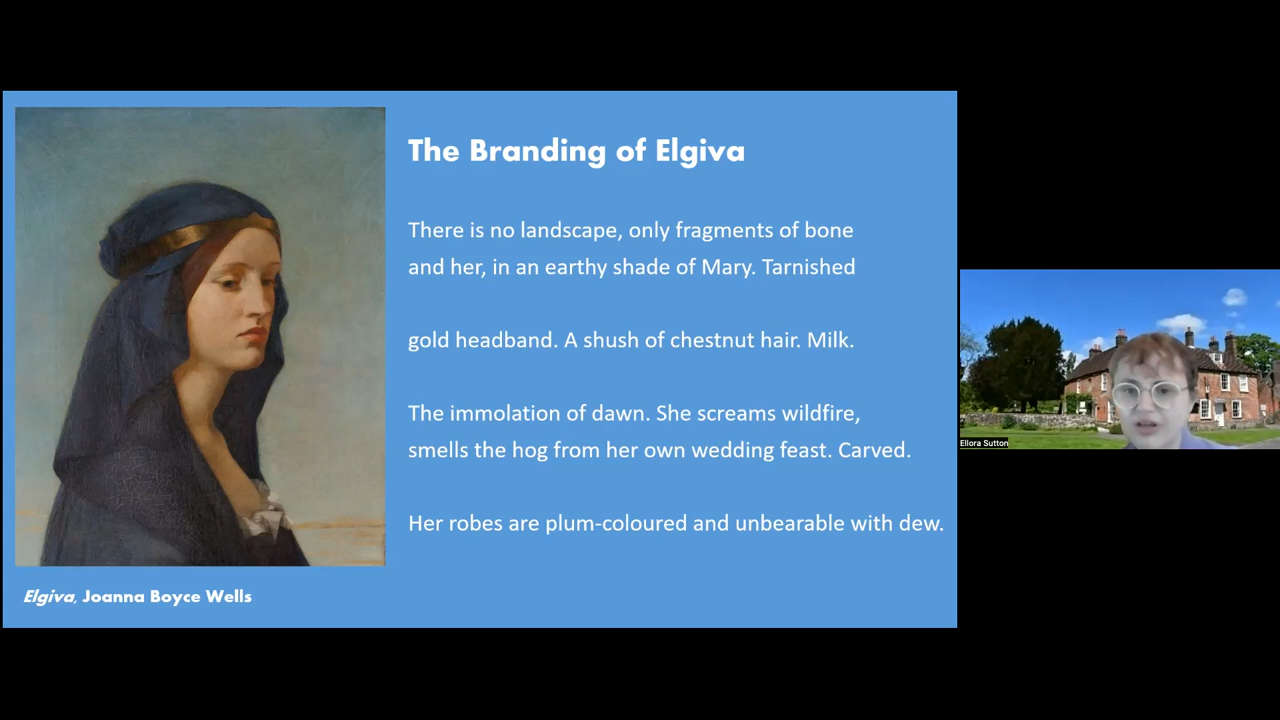 The Branding of Elgiva
There is no landscape, only fragments of bone
and her, in an earthy shade of Mary. Tarnished
gold headband. A shush of chestnut hair. Milk.
The immolation of dawn. She screams wildfire,
smells the hog from her own wedding feast. Carved.
Her robes are plum-coloured and unbearable with dew.
Elgiva, Joanna Boyce Wells
Ellora Sutton